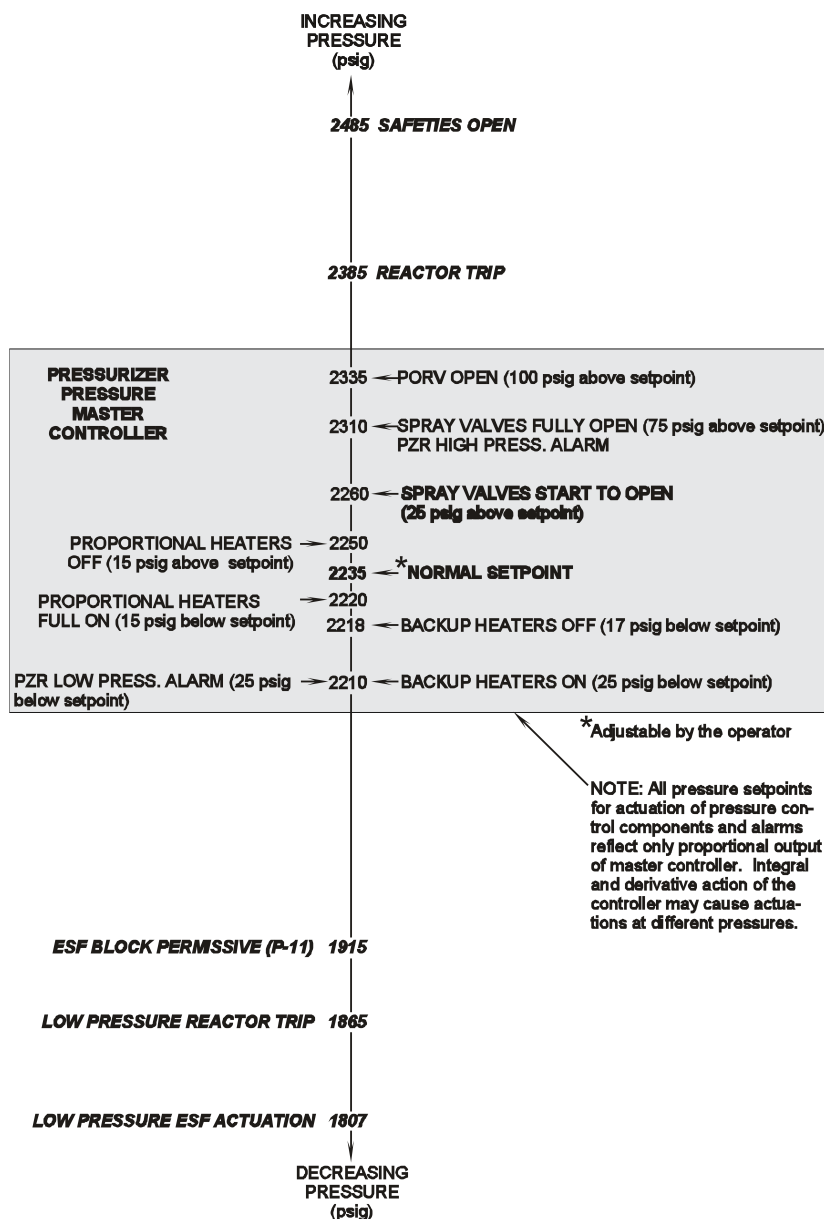 INCREASING
PRESSURE
(psig)
2485 SAFETIES OPEN
2385 REACTOR TRIP
PRESSURIZER
PRESSURE
MASTER
CONTROLLER
2335 PORV OPEN (100 psig above setpoint)
2310 SPRAY VALVES FULLY OPEN (75 psig above setpoint)
PZR HIGH PRESS. ALARM
2260 SPRAY VALVES START TO OPEN
(25 psig above setpoint)
PROPORTIONAL HEATERS 2250
OFF (15 psig above setpoint)
2235 *NORMAL SETPOINT
PROPORTIONAL HEATERS 2220
FULL ON (15 psig below setpoint)
2218 BACKUP HEATERS OFF (17 psig below setpoint)
PZR LOW PRESS. ALARM (25 psig 2210 BACKUP HEATERS ON (25 psig below setpoint)
below setpoint)
*Adjustable by the operator
NOTE: All pressure setpoints
for actuation of pressure con-
trol components and alarms
reflect only proportional output
of master controller. Integral
and derivative action of the
controller may cause actua-
tions at different pressures.
ESF BLOCK PERMISSIVE (P-11) 1915
LOW PRESSURE REACTOR TRIP 1865
LOW PRESSURE ESF ACTUATION 1807
DECREASING
PRESSURE
(psig)